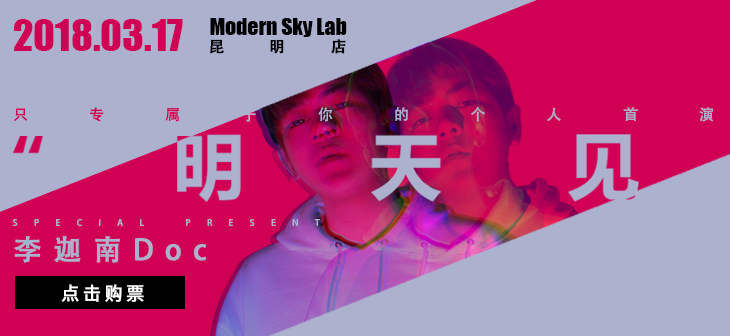 2018.03.17
Modern Sky Lab
昆明店
只专属于你的个人首演
“明天见
SPECIAL PRESENT
李迦南Doc
点击购票